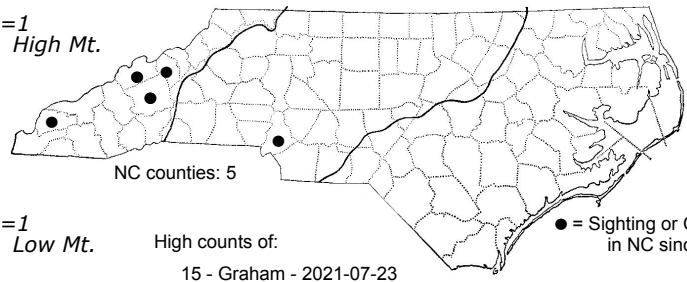 =1
High Mt.
NC counties: 5
=1
Low Mt.
High counts of:
15 - Graham - 2021-07-23
● = Sighting or
in NC